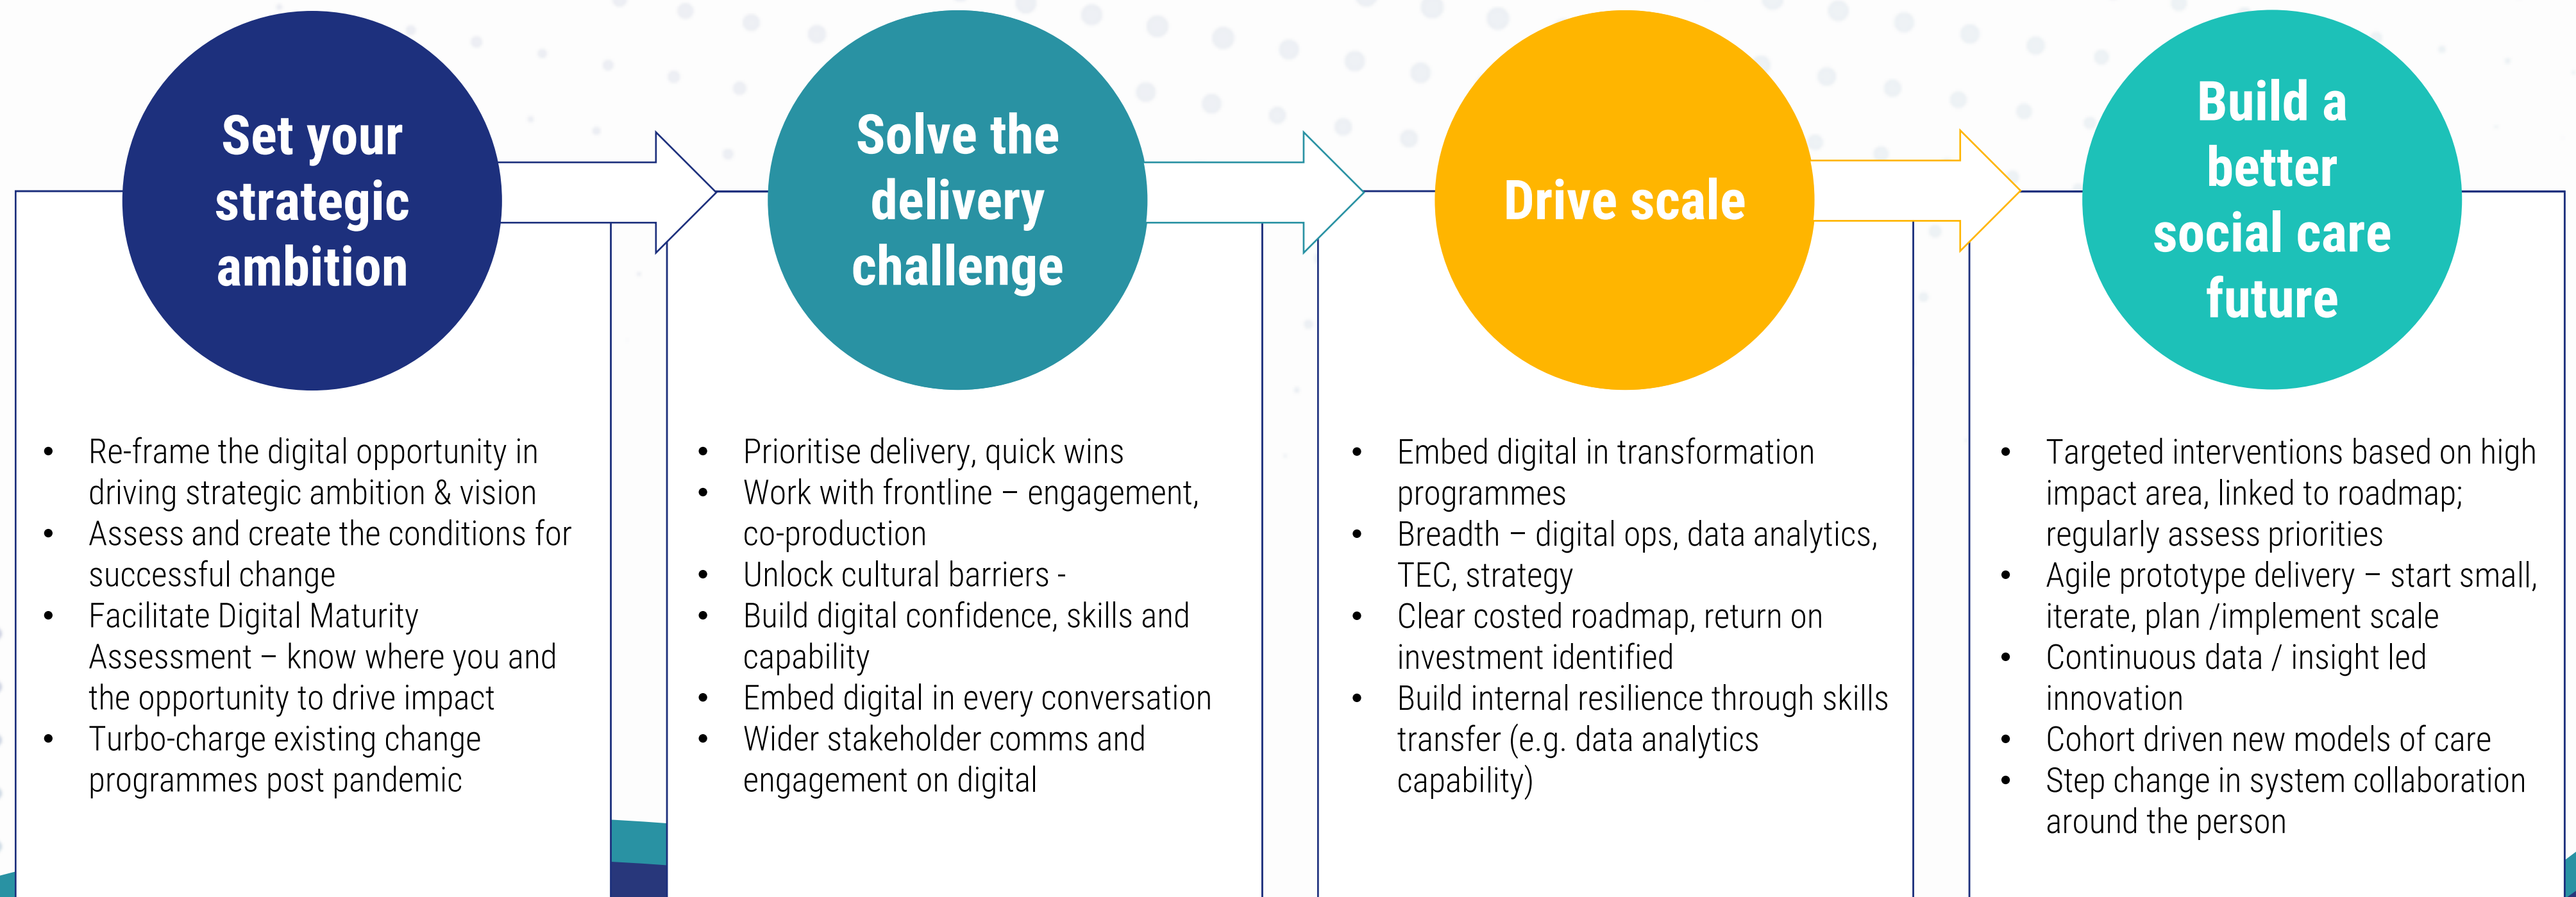 Set your
strategic
ambition
• Re-frame the digital opportunity in
driving strategic ambition & vision
• Assess and create the conditions for
successful change
• Facilitate Digital Maturity
Assessment – know where you and
the opportunity to drive impact
• Turbo-charge existing change
programmes post pandemic
Solve the
delivery
challenge
• Prioritise delivery, quick wins
• Work with frontline – engagement,
co-production
• Unlock cultural barriers -
• Build digital confidence, skills and
capability
• Embed digital in every conversation
• Wider stakeholder comms and
engagement on digital
Drive scale
• Embed digital in transformation
programmes
• Breadth – digital ops, data analytics,
TEC, strategy
• Clear costed roadmap, return on
investment identified
• Build internal resilience through skills
transfer (e.g. data analytics
capability)
Build a
better
social care
future
• Targeted interventions based on high
impact area, linked to roadmap;
regularly assess priorities
• Agile prototype delivery – start small,
iterate, plan /implement scale
• Continuous data / insight led
innovation
• Cohort driven new models of care
• Step change in system collaboration
around the person